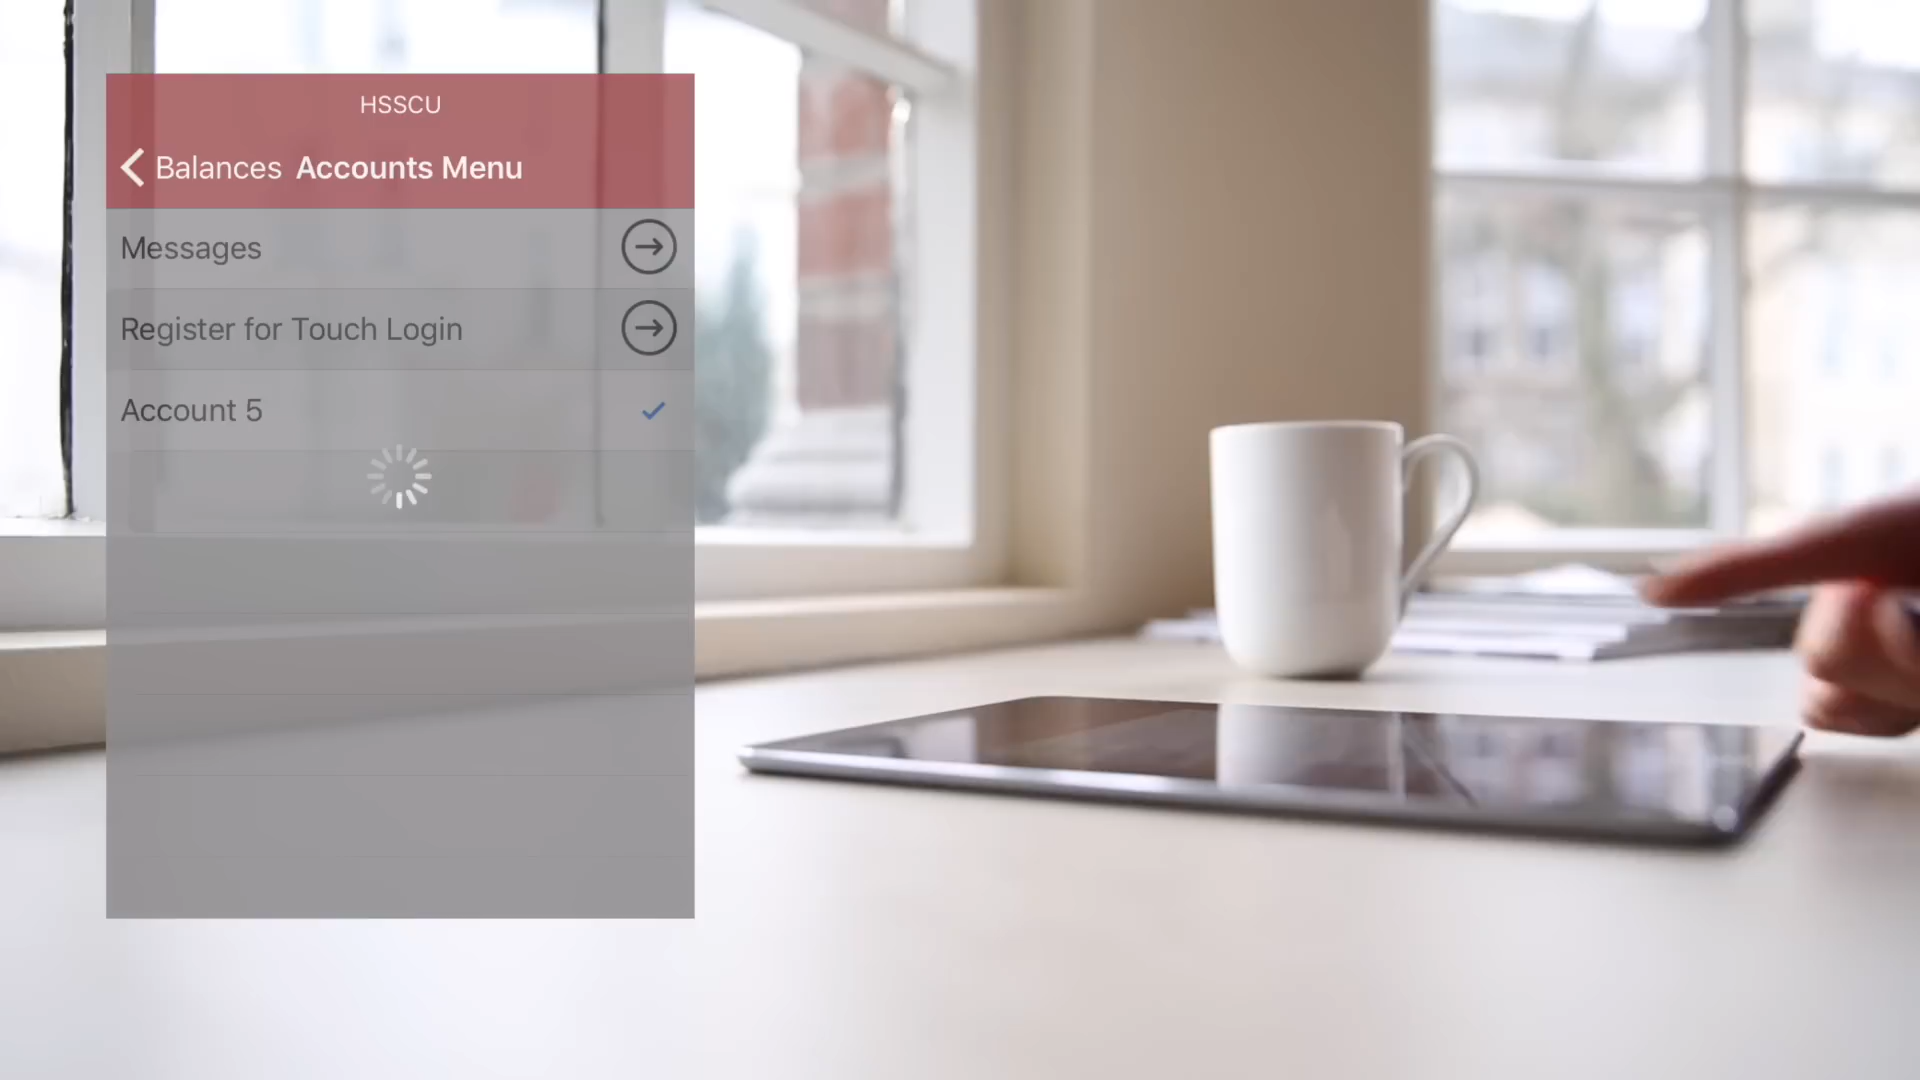 HSSCU
Balances Accounts Menu
Messages
Register for Touch Login
Account 5